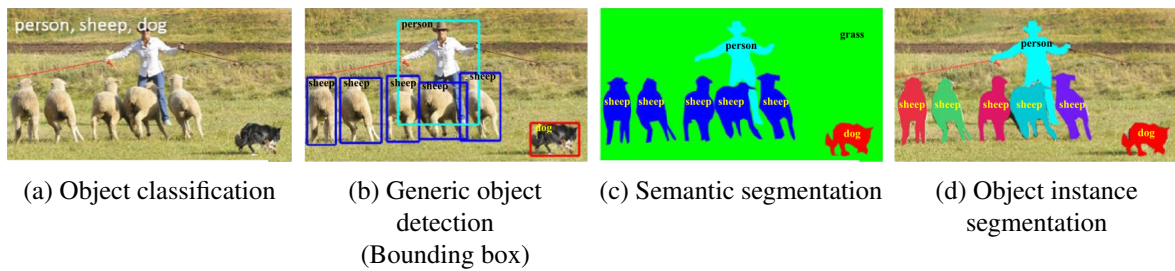 person, sheep, dog
person
sheep
sheep
sheep
sheep
sheep
dog
grass
person
sheep
sheep
sheep
sheep
sheep
dog
person
sheep
sheep
sheep
sheep
sheep
dog
(a) Object classification
(b) Generic object
detection
(Bounding box)
(c) Semantic segmentation
(d) Object instance
segmentation